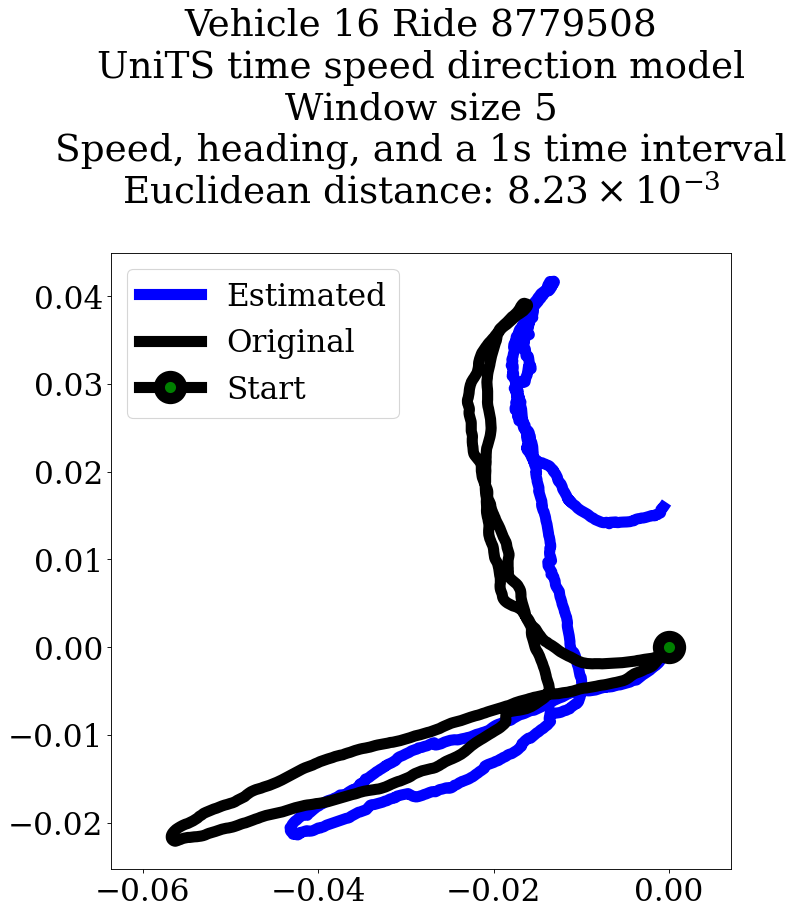 Vehicle 16 Ride 8779508
UniTS time speed direction model
Window size 5
Speed, heading, and a 1s time interval
Euclidean distance: 8.23 × 10⁻³
Estimated
Original
Start
0.04
0.03
0.02
0.01
0.00
−0.01
−0.02
−0.06 −0.04 −0.02 0.00